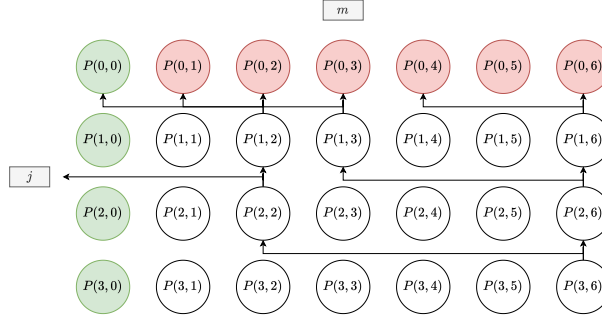 m
P(0,0) P(0,1) P(0,2) P(0,3) P(0,4) P(0,5) P(0,6)
P(1,0) P(1,1) P(1,2) P(1,3) P(1,4) P(1,5) P(1,6)
j
P(2,0) P(2,1) P(2,2) P(2,3) P(2,4) P(2,5) P(2,6)
P(3,0) P(3,1) P(3,2) P(3,3) P(3,4) P(3,5) P(3,6)